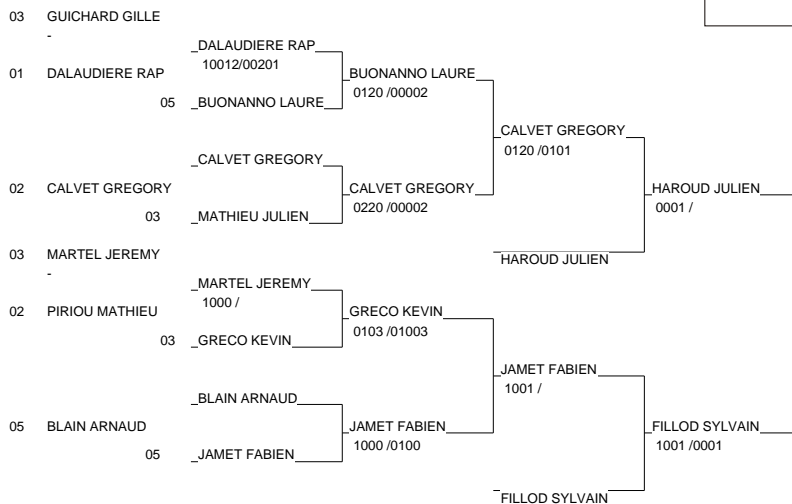 03 GUICHARD GILLE
-
_DALAUDIERE RAP
10012/00201
01 DALAUDIERE RAP
BUONANNO LAURE
0120 /00002
05 _BUONANNO LAURE
CALVET GREGORY
0120 /0101
_CALVET GREGORY
02 CALVET GREGORY
CALVET GREGORY
0220 /00002
HAROUD JULIEN
0001 /
03 _MATHIEU JULIEN
03 MARTEL JEREMY
-
HAROUD JULIEN
_MARTEL JEREMY
1000 /
02 PIRIOU MATHIEU
GRECO KEVIN
0103 /01003
03 _GRECO KEVIN
JAMET FABIEN
1001 /
_BLAIN ARNAUD
05 BLAIN ARNAUD
JAMET FABIEN
1000 /0100
FILLOD SYLVAIN
1001 /0001
05 _JAMET FABIEN
FILLOD SYLVAIN